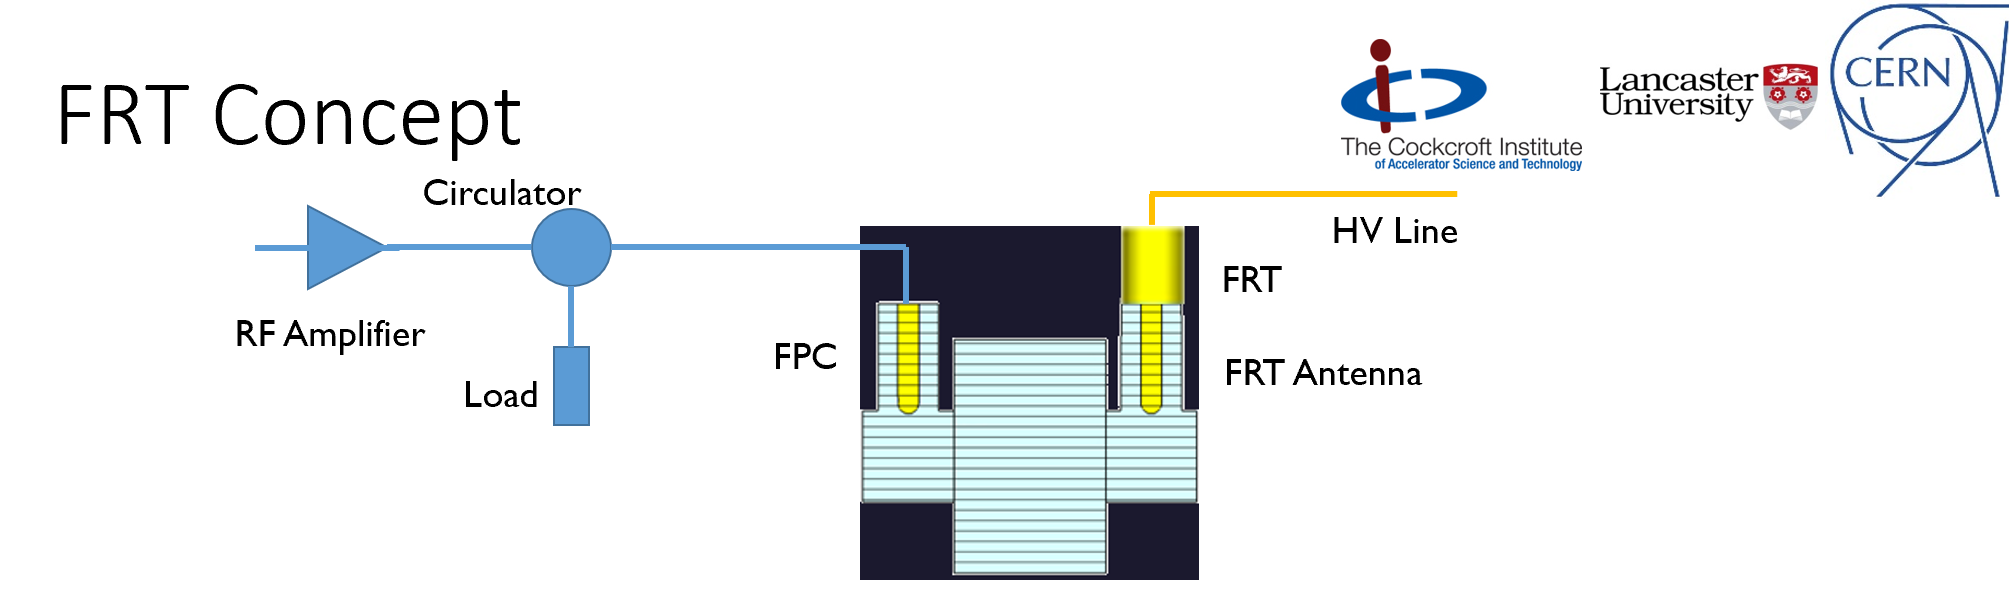 FRT Concept
The Cockcroft Institute
of Accelerator Science and Technology
Lancaster
University
CERN
Circulator
HV Line
FRT
RF Amplifier
FPC
FRT Antenna
Load